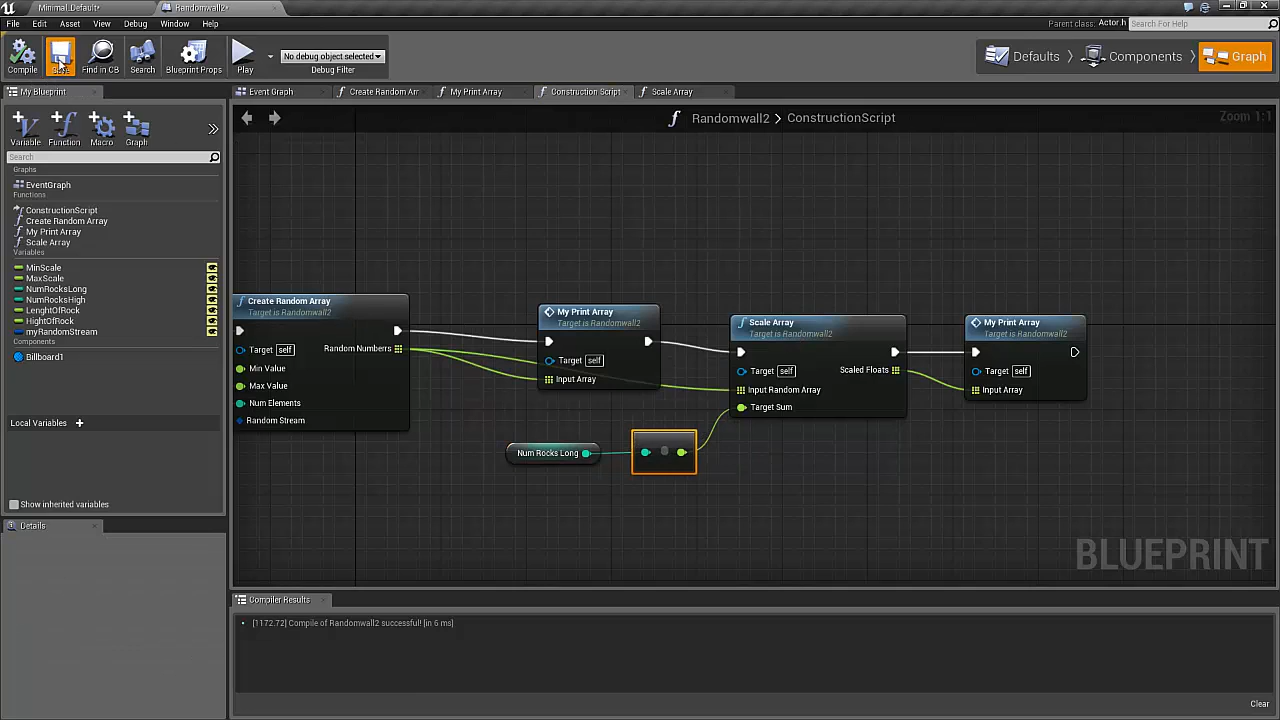 Minimal_Default*
Randomwall2*
File Edit Asset View Debug Window Help
Parent class: Actor.h
Search For Help
Compile
Find in CB
Search
Blueprint Props
Play
No debug object selected
Debug Filter
Defaults
Components
Graph
My Blueprint
Event Graph
Create Random Arr
My Print Array
Construction Script
Scale Array
Variable
Function
Macro
Graph
Randomwall2 > ConstructionScript
Zoom 1:1
Search
Graphs
EventGraph
Functions
ConstructionScript
Create Random Array
My Print Array
Scale Array
Variables
MinScale
MaxScale
NumRocksLong
NumRocksHigh
LenghtOfRock
HightOfRock
myRandomStream
Components
Billboard1
Local Variables
Show inherited variables
Details
Create Random Array
Target is Randomwall2
Target self
Random Numbers
Min Value
Max Value
Num Elements
Random Stream
My Print Array
Target is Randomwall2
Target self
Input Array
Num Rocks Long
Scale Array
Target is Randomwall2
Target self
Scaled Floats
Input Random Array
Target Sum
My Print Array
Target is Randomwall2
Target self
Input Array
BLUEPRINT
Compiler Results
[1172.72] Compile of Randomwall2 successful! [in 6 ms]
Clear